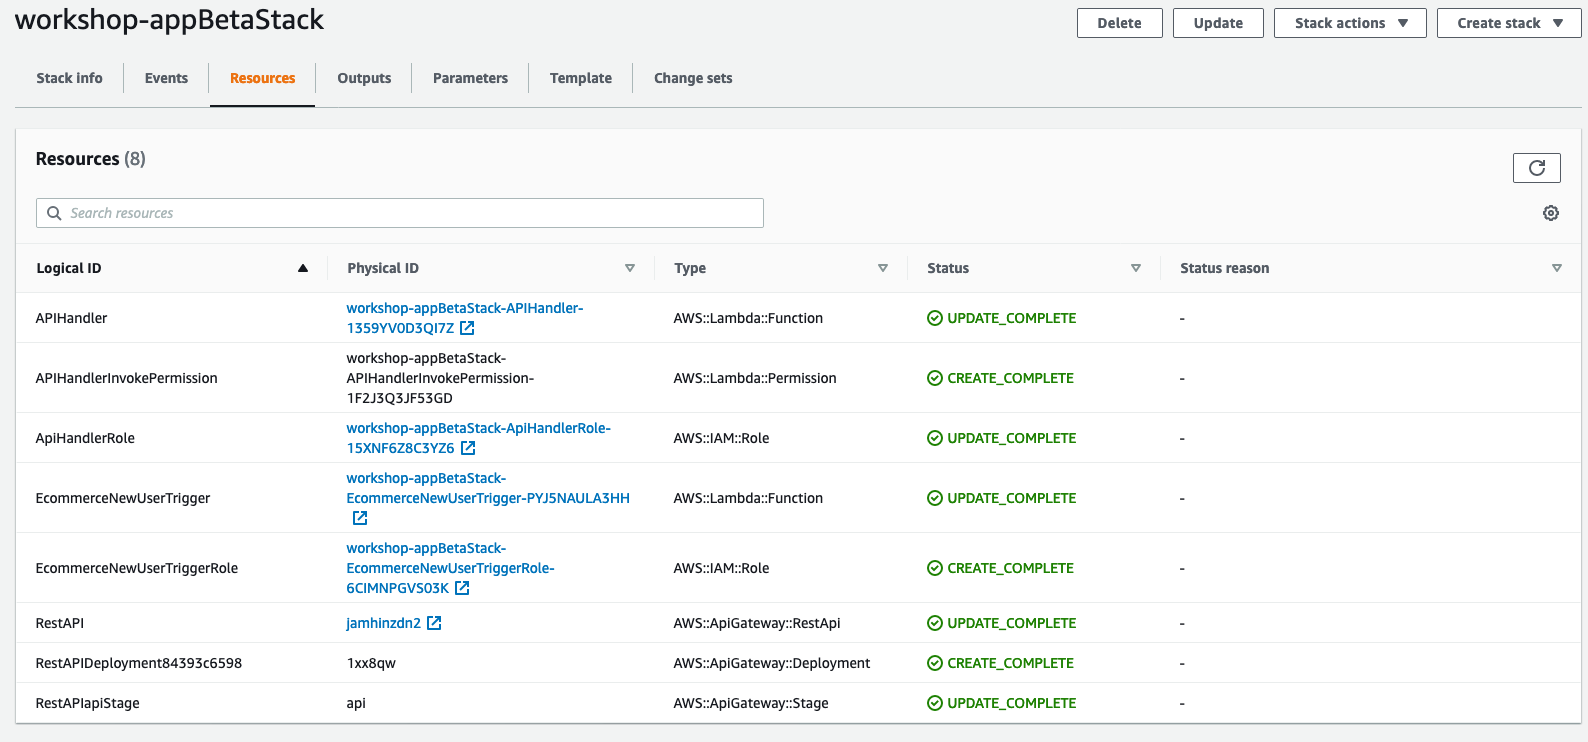 workshop-appBetaStack
Delete
Update
Stack actions
Create stack
Stack info
Events
Resources
Outputs
Parameters
Template
Change sets
Resources (8)
Search resources
Logical ID
Physical ID
Type
Status
Status reason
APIHandler
workshop-appBetaStack-APIHandler-
1359YV0D3QI7Z
AWS::Lambda::Function
UPDATE_COMPLETE
-
APIHandlerInvokePermission
workshop-appBetaStack-
APIHandlerInvokePermission-
1F2J3Q3JF53GD
AWS::Lambda::Permission
CREATE_COMPLETE
-
ApiHandlerRole
workshop-appBetaStack-ApiHandlerRole-
15XNF6Z8C3YZ6
AWS::IAM::Role
UPDATE_COMPLETE
-
EcommerceNewUserTrigger
workshop-appBetaStack-
EcommerceNewUserTrigger-PYJ5NAULA3HH
AWS::Lambda::Function
UPDATE_COMPLETE
-
EcommerceNewUserTriggerRole
workshop-appBetaStack-
EcommerceNewUserTriggerRole-
6CIMNPGVS03K
AWS::IAM::Role
CREATE_COMPLETE
-
RestAPI
jamhinzdn2
AWS::ApiGateway::RestApi
UPDATE_COMPLETE
-
RestAPIDeployment84393c6598
1xx8qw
AWS::ApiGateway::Deployment
CREATE_COMPLETE
-
RestAPIapiStage
api
AWS::ApiGateway::Stage
UPDATE_COMPLETE
-